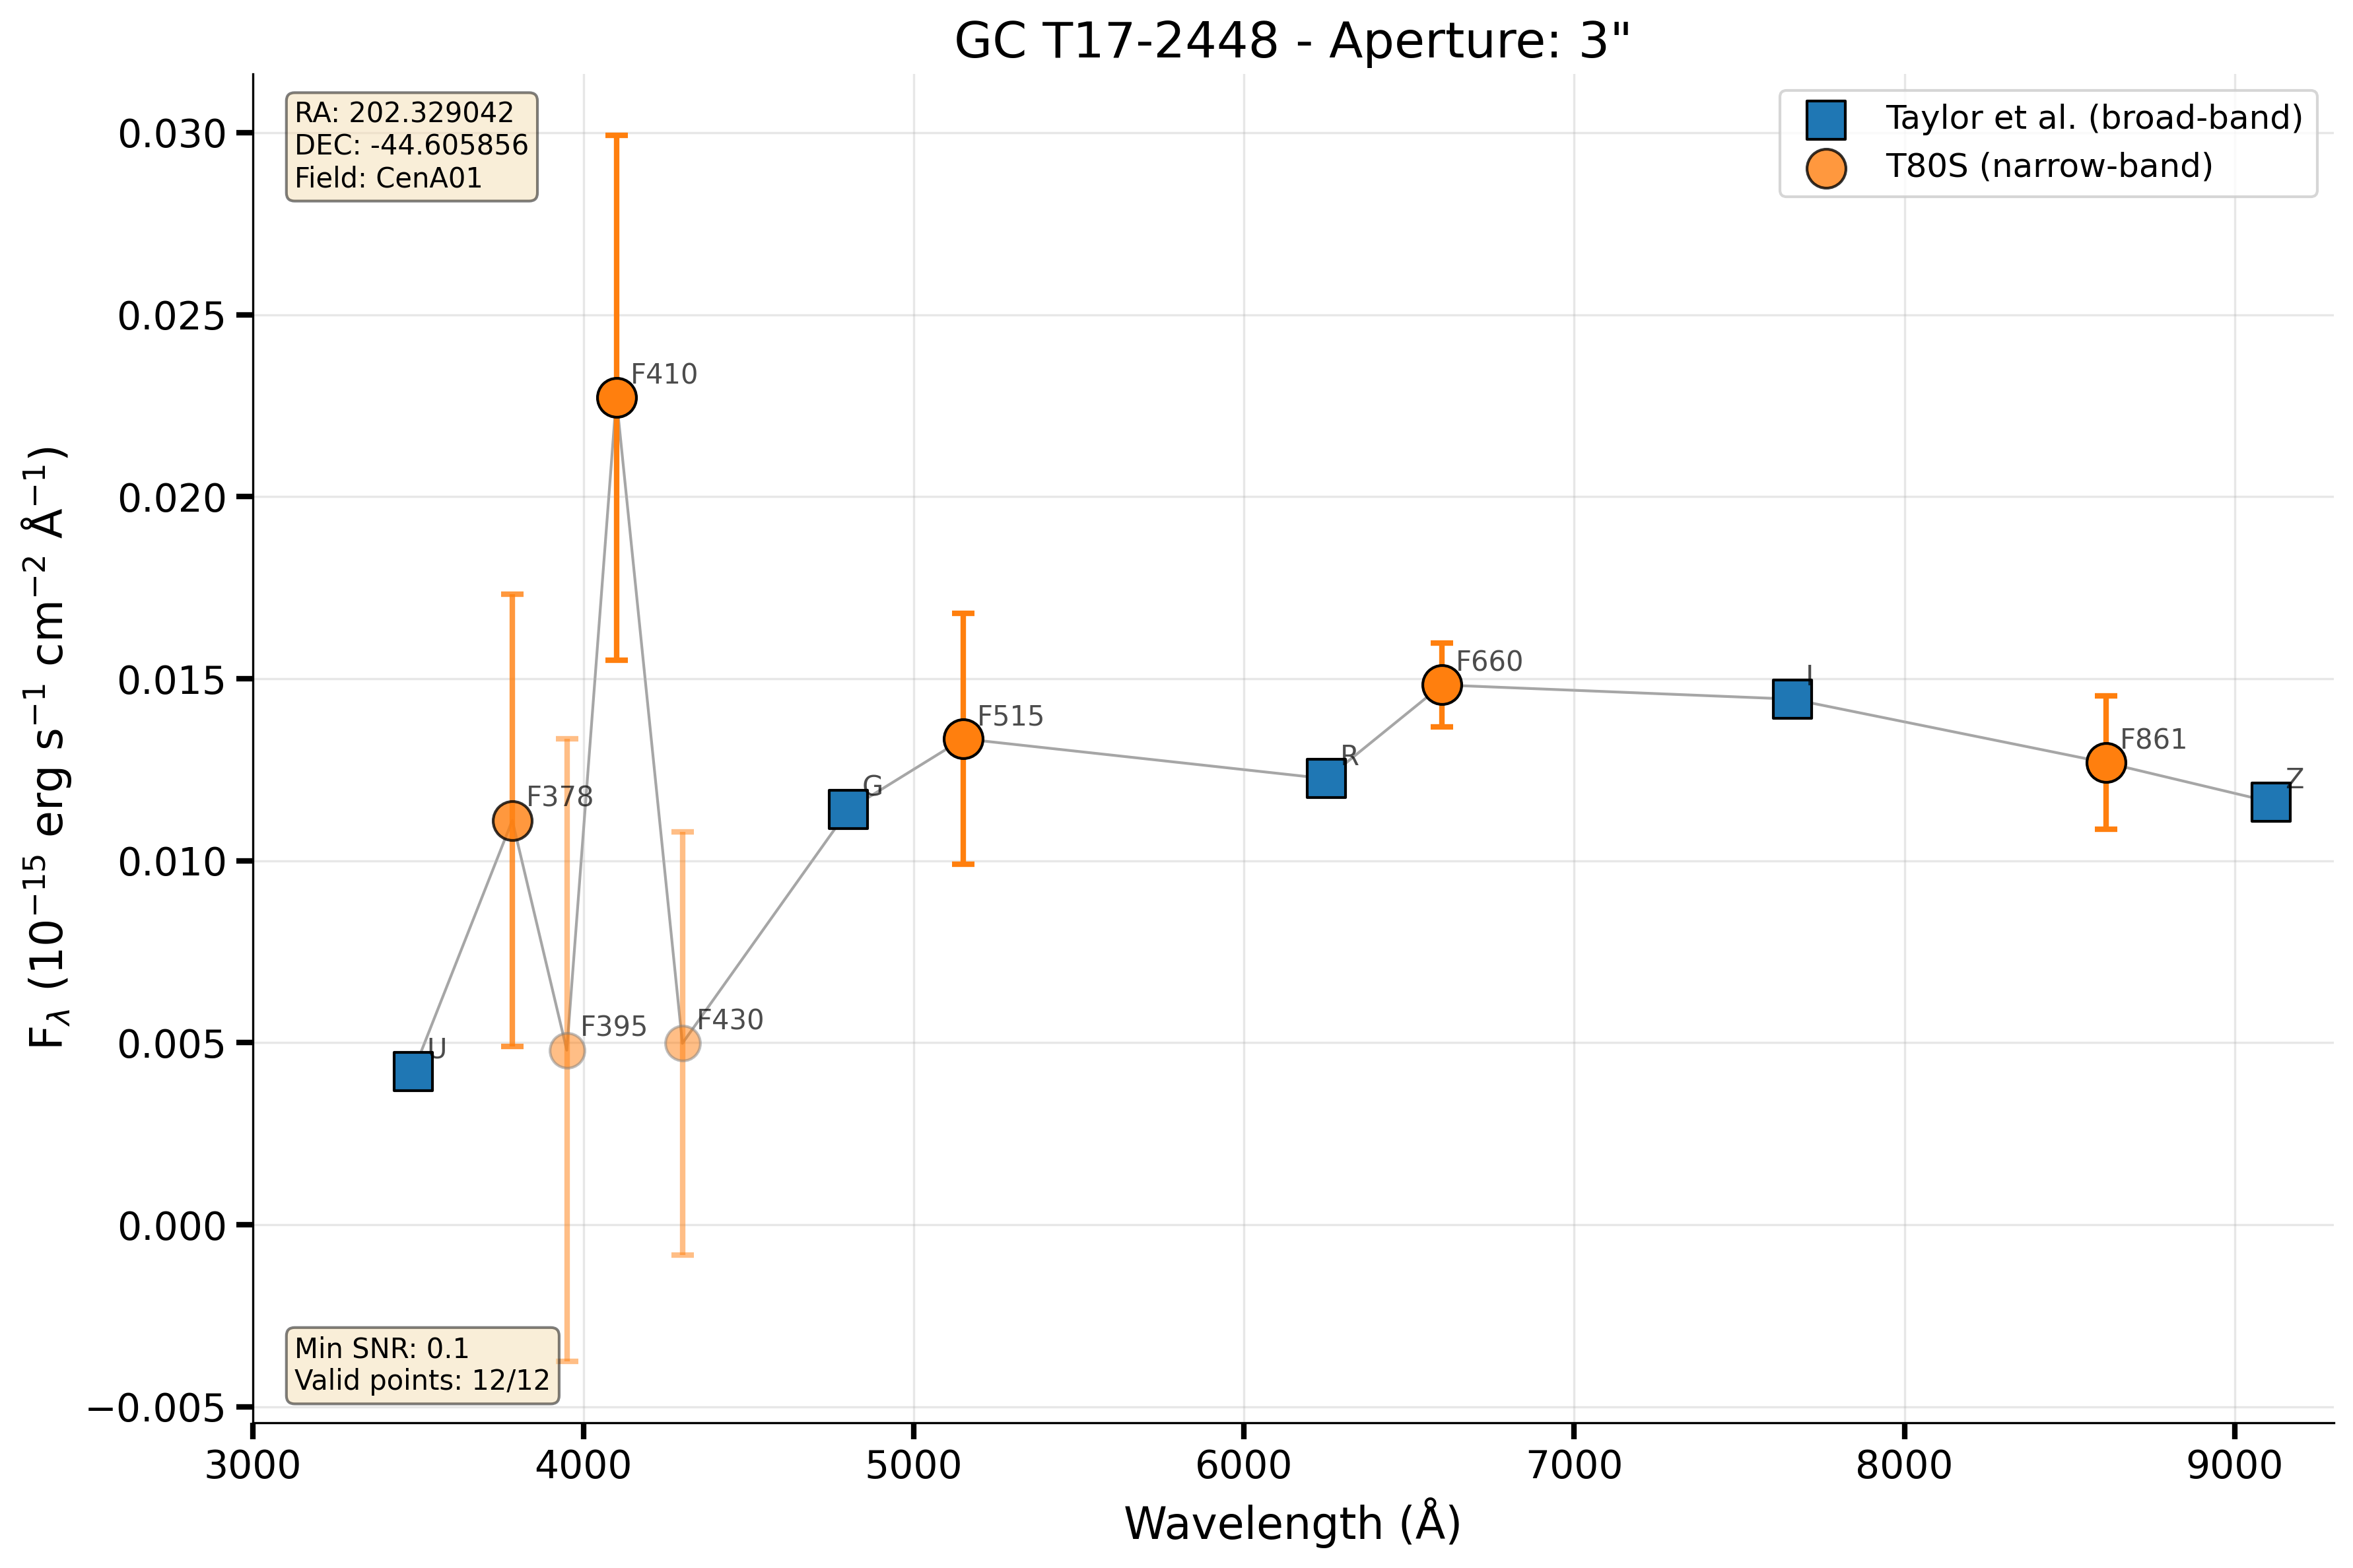 GC T17-2448 - Aperture: 3"
RA: 202.329042
DEC: -44.605856
Field: CenA01
Taylor et al. (broad-band)
T80S (narrow-band)
F$_{λ}$ (10$^{−15}$ erg s$^{−1}$ cm$^{−2}$ Å$^{−1}$)
0.030
0.025
0.020
0.015
0.010
0.005
0.000
−0.005
U
F378
F395
F410
F430
G
F515
R
F660
I
F861
Z
Min SNR: 0.1
Valid points: 12/12
3000 4000 5000 6000 7000 8000 9000
Wavelength (Å)